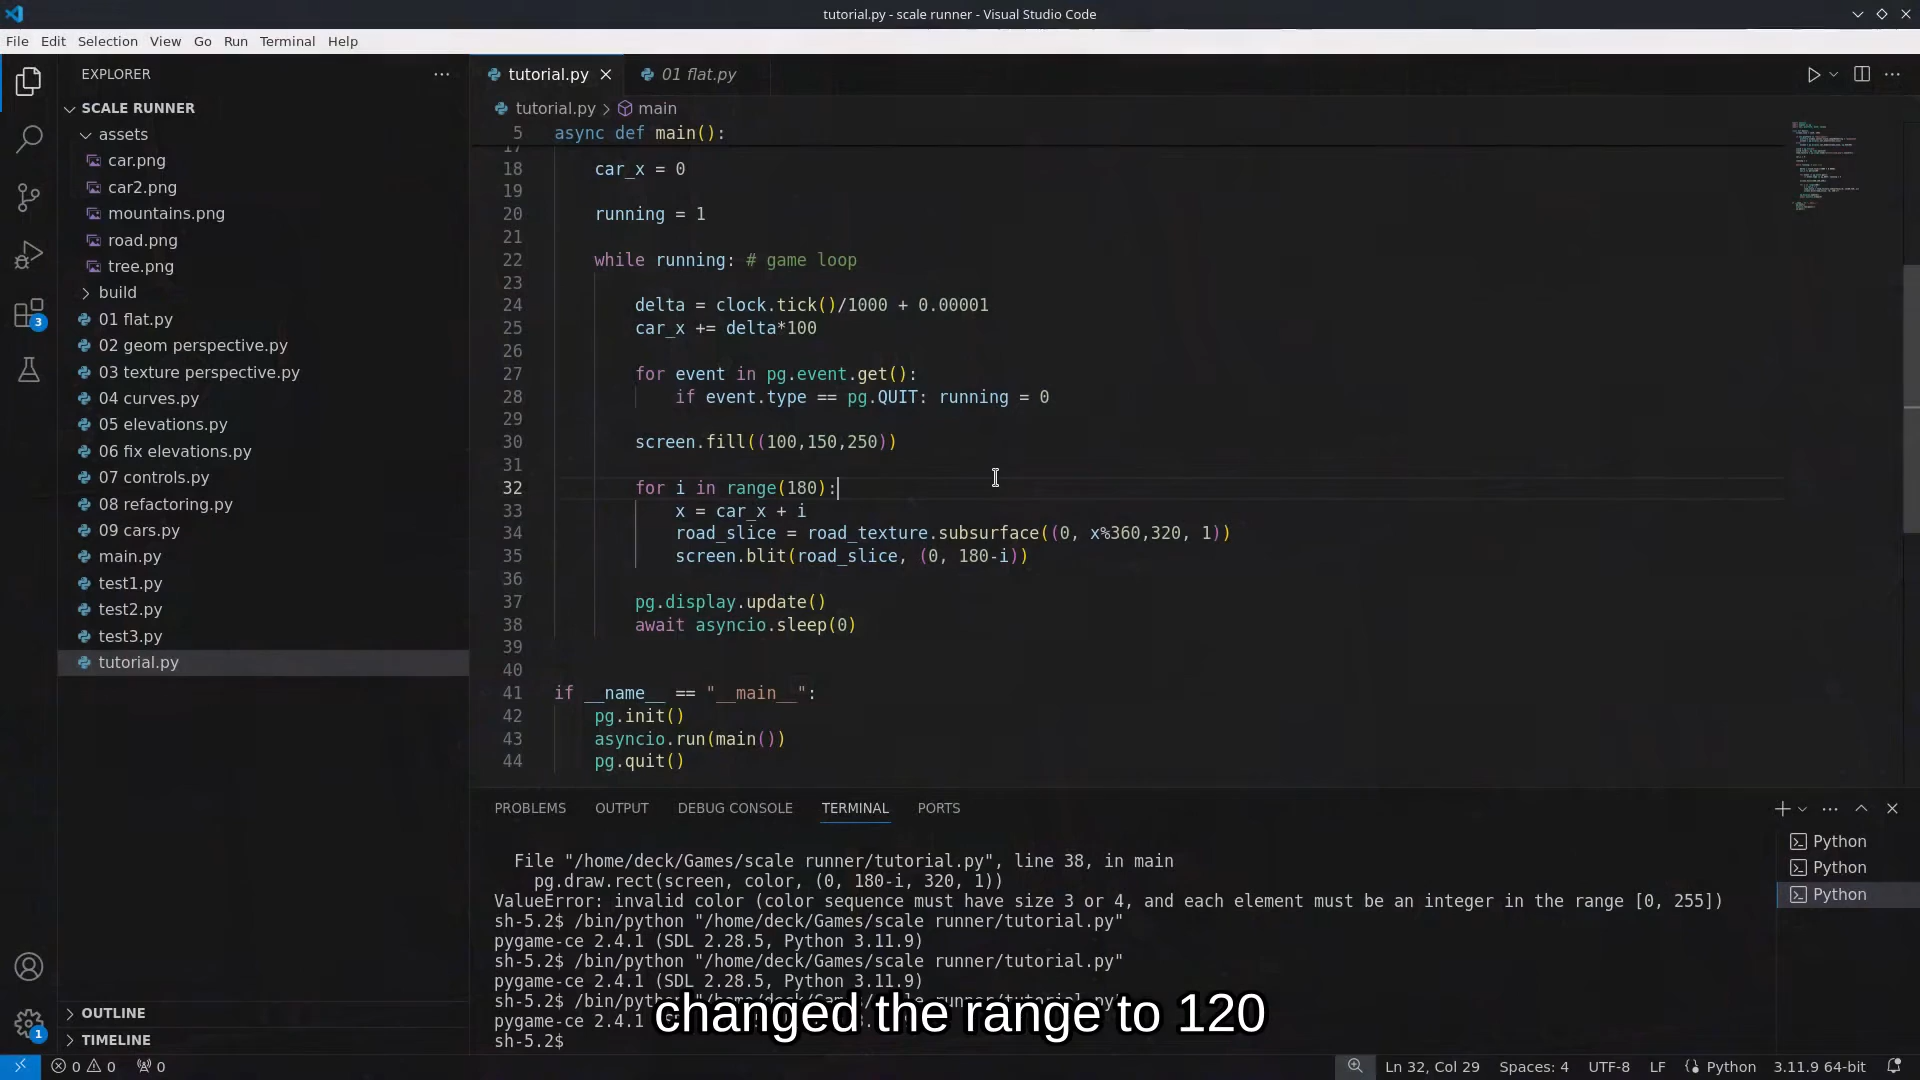 tutorial.py - scale runner - Visual Studio Code
File Edit Selection View Go Run Terminal Help
EXPLORER
SCALE RUNNER
assets
car.png
car2.png
mountains.png
road.png
tree.png
build
01 flat.py
02 geom perspective.py
03 texture perspective.py
04 curves.py
05 elevations.py
06 fix elevations.py
07 controls.py
08 refactoring.py
09 cars.py
main.py
test1.py
test2.py
test3.py
tutorial.py
OUTLINE
TIMELINE
3
1
tutorial.py 01 flat.py
tutorial.py > main
5 async def main():
17
18 car_x = 0
19
20 running = 1
21
22 while running: # game loop
23
24 delta = clock.tick()/1000 + 0.00001
25 car_x += delta*100
26
27 for event in pg.event.get():
28 if event.type == pg.QUIT: running = 0
29
30 screen.fill((100,150,250))
31
32 for i in range(180):
33 x = car_x + i
34 road_slice = road_texture.subsurface((0, x%360,320, 1))
35 screen.blit(road_slice, (0, 180-i))
36
37 pg.display.update()
38 await asyncio.sleep(0)
39
40
41 if __name__ == "__main__":
42 pg.init()
43 asyncio.run(main())
44 pg.quit()
PROBLEMS OUTPUT DEBUG CONSOLE TERMINAL PORTS
File "/home/deck/Games/scale runner/tutorial.py", line 38, in main
pg.draw.rect(screen, color, (0, 180-i, 320, 1))
ValueError: invalid color (color sequence must have size 3 or 4, and each element must be an integer in the range [0, 255])
sh-5.2$ /bin/python "/home/deck/Games/scale runner/tutorial.py"
pygame-ce 2.4.1 (SDL 2.28.5, Python 3.11.9)
sh-5.2$ /bin/python "/home/deck/Games/scale runner/tutorial.py"
pygame-ce 2.4.1 (SDL 2.28.5, Python 3.11.9)
sh-5.2$ /bin/python "/home/deck/Games/scale runner/tutorial.py"
pygame-ce 2.4.1
sh-5.2$
Python
Python
Python
changed the range to 120
0 0 0
Ln 32, Col 29 Spaces: 4 UTF-8 LF Python 3.11.9 64-bit